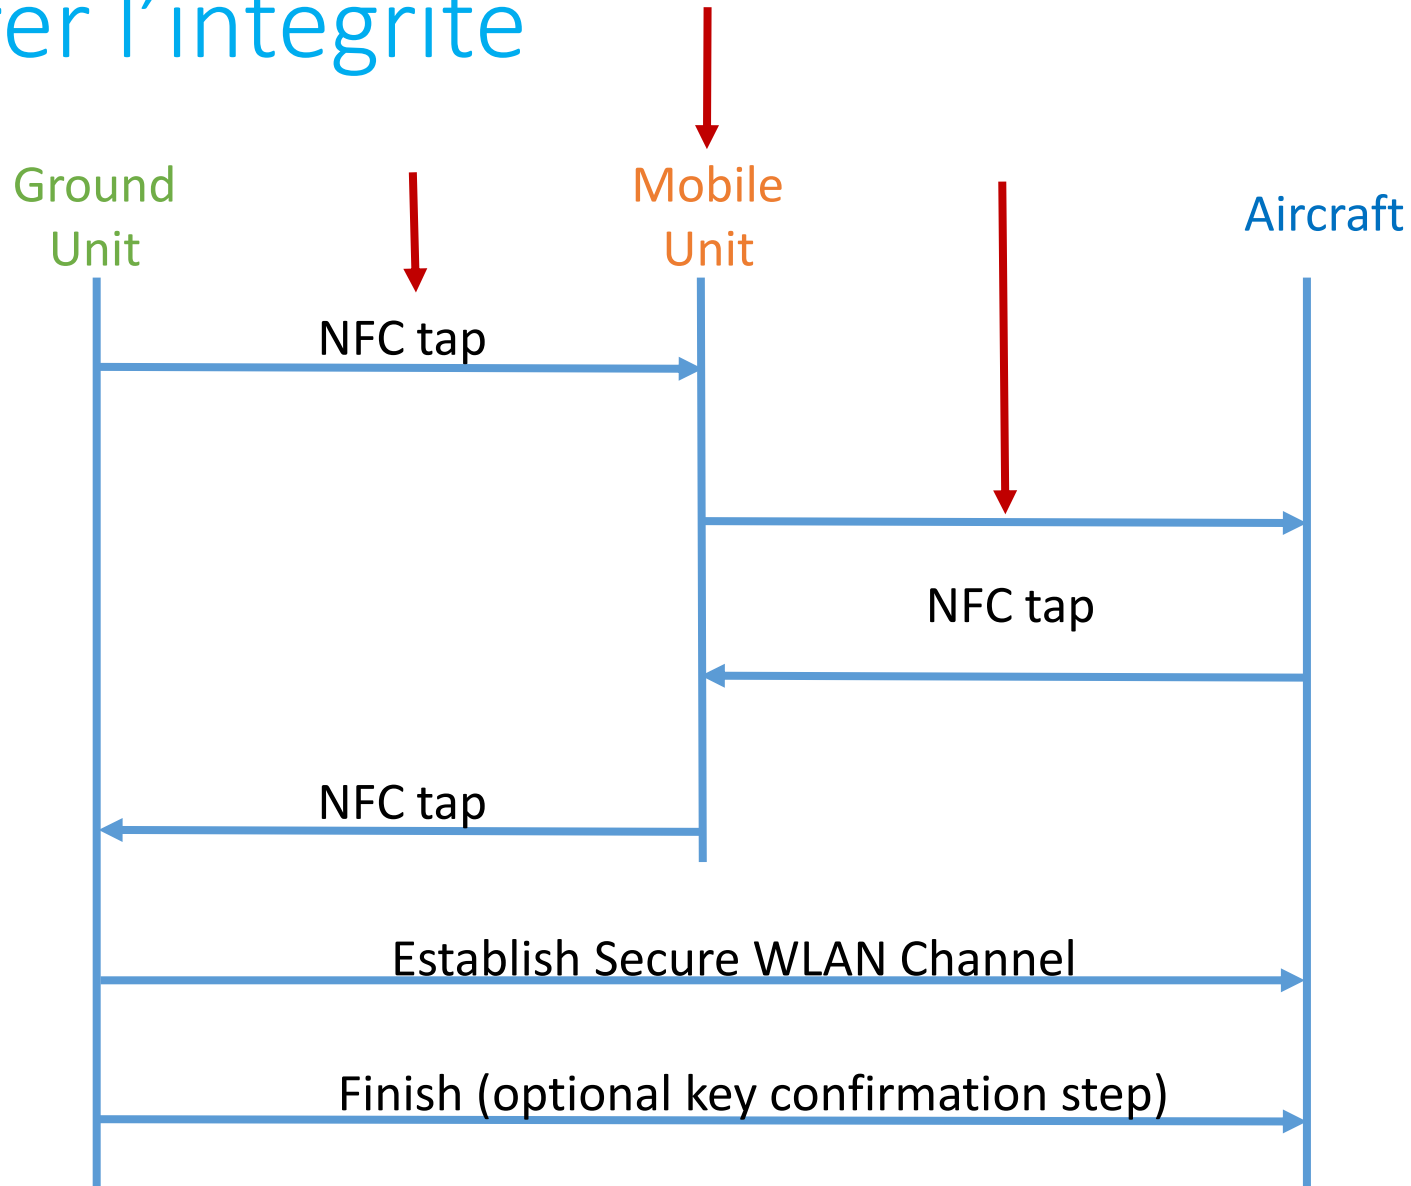 l'intégrité
Ground
Unit
Mobile
Unit
Aircraft
NFC tap
NFC tap
NFC tap
Establish Secure WLAN Channel
Finish (optional key confirmation step)